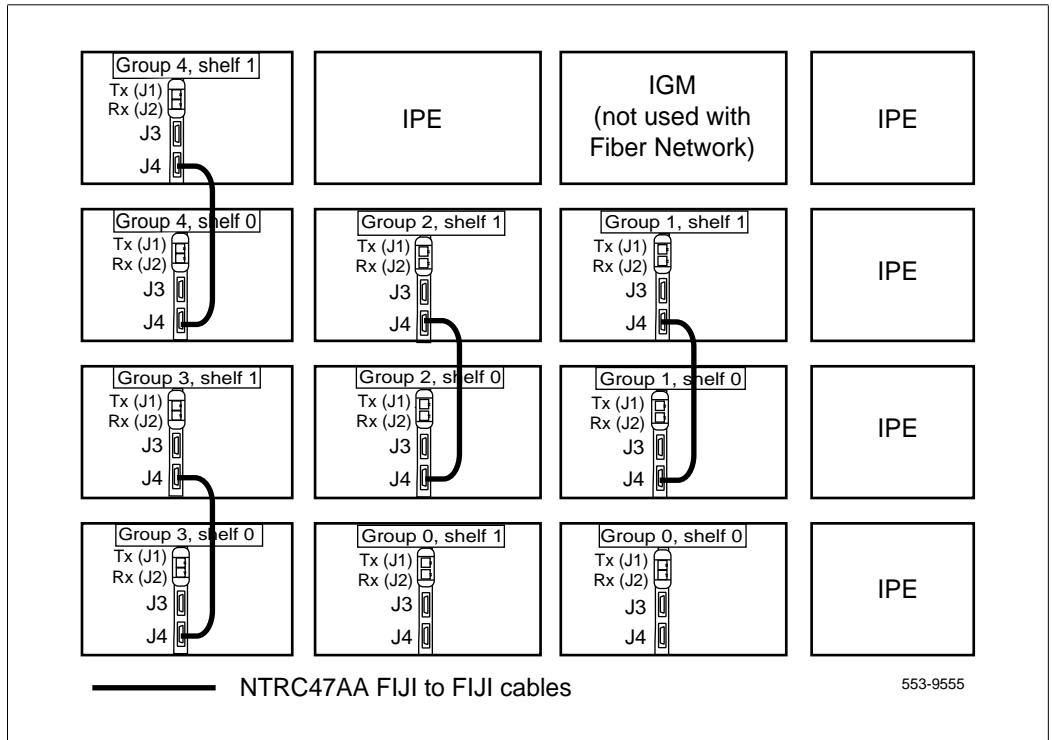 Group 4, shelf 1
Tx (J1)
Rx (J2)
J3
J4
IPE
IGM
(not used with
Fiber Network)
IPE
Group 4, shelf 0
Tx (J1)
Rx (J2)
J3
J4
Group 2, shelf 1
Tx (J1)
Rx (J2)
J3
J4
Group 1, shelf 1
Tx (J1)
Rx (J2)
J3
J4
IPE
Group 3, shelf 1
Tx (J1)
Rx (J2)
J3
J4
Group 2, shelf 0
Tx (J1)
Rx (J2)
J3
J4
Group 1, shelf 0
Tx (J1)
Rx (J2)
J3
J4
IPE
Group 3, shelf 0
Tx (J1)
Rx (J2)
J3
J4
Group 0, shelf 1
Tx (J1)
Rx (J2)
J3
J4
Group 0, shelf 0
Tx (J1)
Rx (J2)
J3
J4
IPE
NTRC47AA FIJI to FIJI cables
553-9555